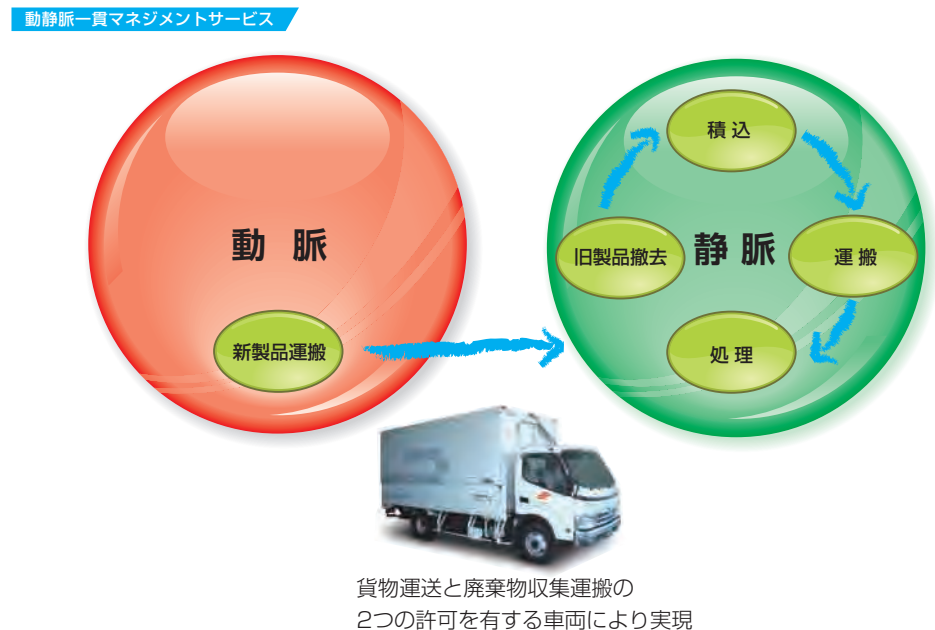 動静脈一貫マネジメントサービス
動 脈
新製品運搬
静 脈
積 込
旧製品撤去
運 搬
処 理
貨物運送と廃棄物収集運搬の
2つの許可を有する車両により実現